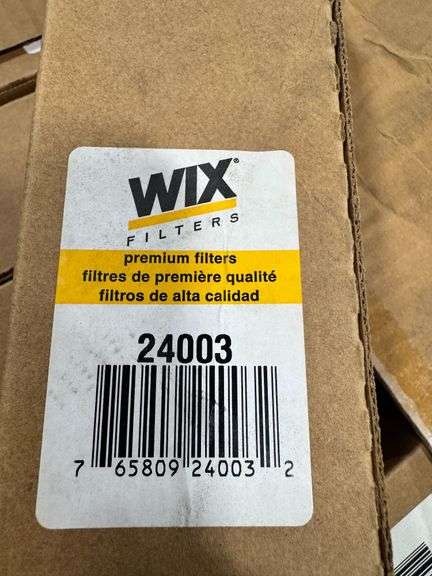 WIX®
FILTERS
premium filters
filtres de première qualité
filtros de alta calidad
24003
7 65809 24003 2